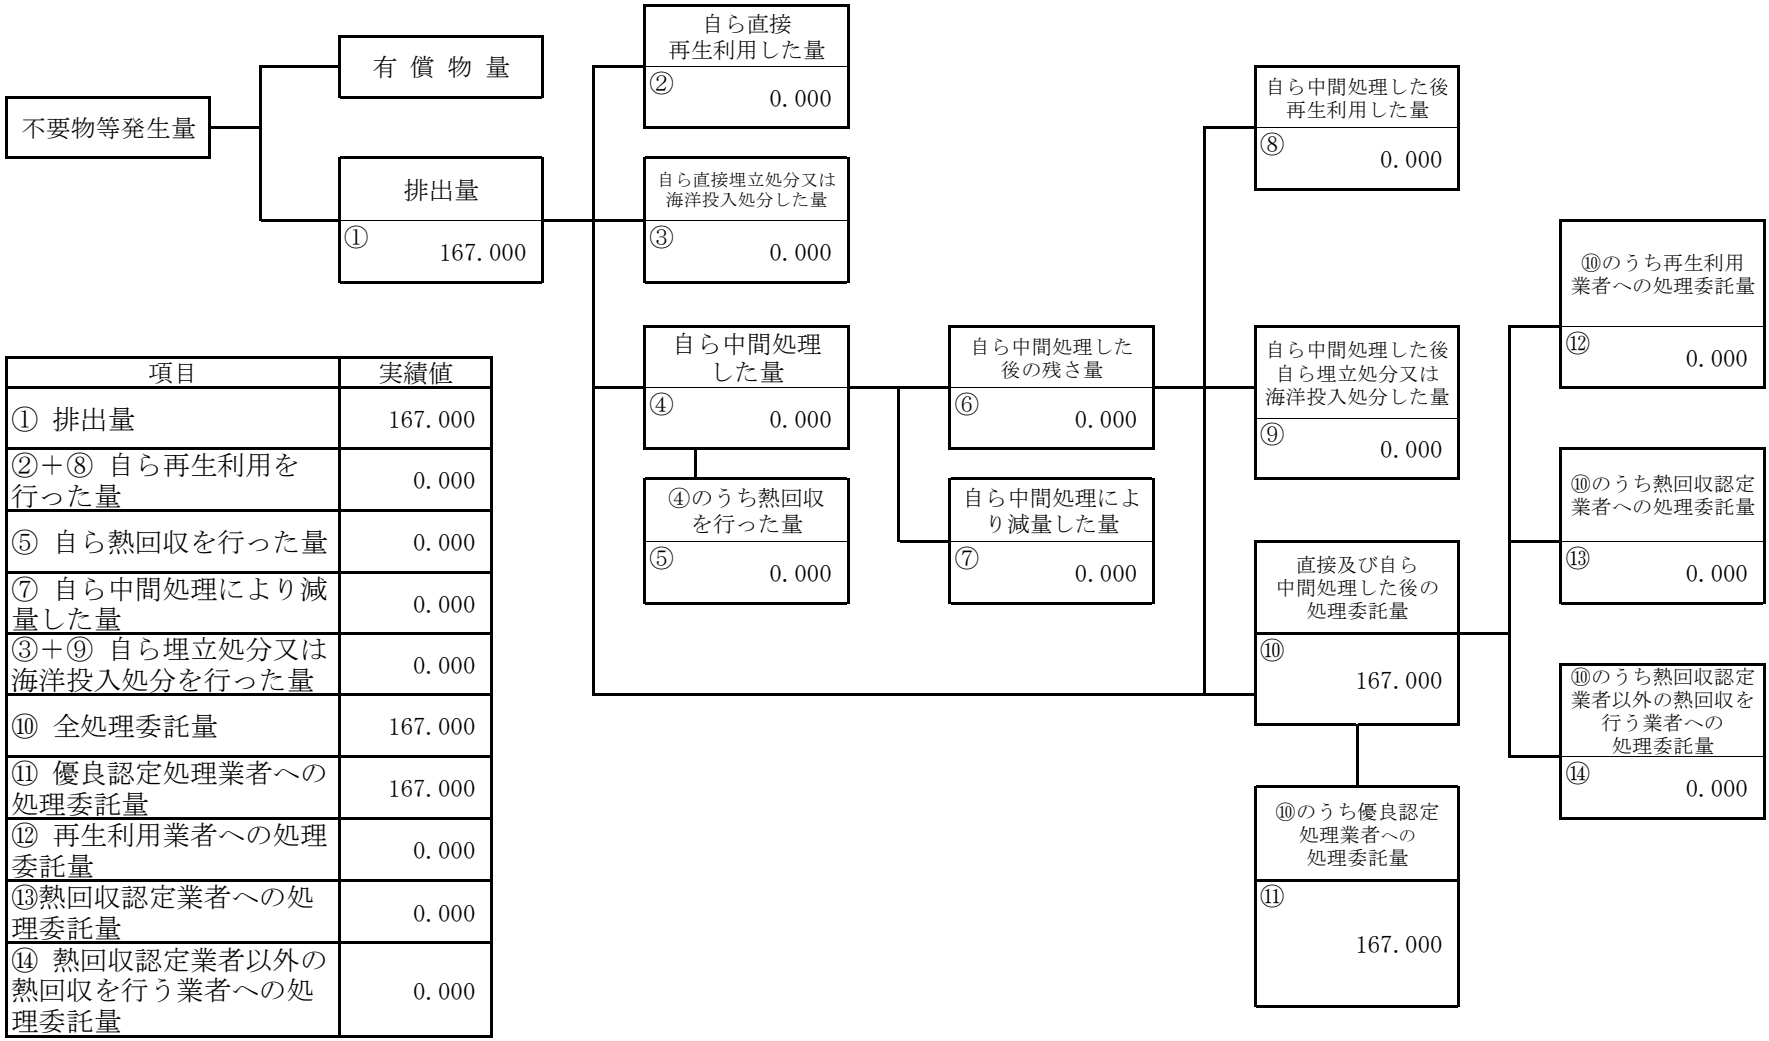 不要物等発生量
有 償 物 量
排出量
①
167.000
自ら直接
再生利用した量
②
0.000
自ら直接埋立処分又は
海洋投入処分した量
③
0.000
自ら中間処理
した量
④
0.000
④のうち熱回収
を行った量
⑤
0.000
自ら中間処理した
後の残さ量
⑥
0.000
自ら中間処理によ
り減量した量
⑦
0.000
自ら中間処理した後
再生利用した量
⑧
0.000
自ら中間処理した後
自ら埋立処分又は
海洋投入処分した量
⑨
0.000
直接及び自ら
中間処理した後の
処理委託量
⑩
167.000
⑩のうち優良認定
処理業者への
処理委託量
⑪
167.000
⑩のうち再生利用
業者への処理委託量
⑫
0.000
⑩のうち熱回収認定
業者への処理委託量
⑬
0.000
⑩のうち熱回収認定
業者以外の熱回収を
行う業者への
処理委託量
⑭
0.000
項目 実績値
① 排出量 167.000
②＋⑧ 自ら再生利用を
行った量 0.000
⑤ 自ら熱回収を行った量 0.000
⑦ 自ら中間処理により減
量した量 0.000
③＋⑨ 自ら埋立処分又は
海洋投入処分を行った量 0.000
⑩ 全処理委託量 167.000
⑪ 優良認定処理業者への
処理委託量 167.000
⑫ 再生利用業者への処理
委託量 0.000
⑬熱回収認定業者への処
理委託量 0.000
⑭ 熱回収認定業者以外の
熱回収を行う業者への処
理委託量 0.000